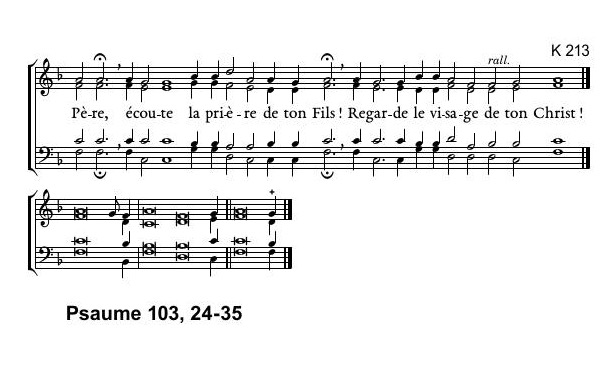 K 213
rall.
Pè-re, écou-te la pri-è-re de ton Fils! Regar-de le vi-sa-ge de ton Christ!
Psaume 103, 24-35